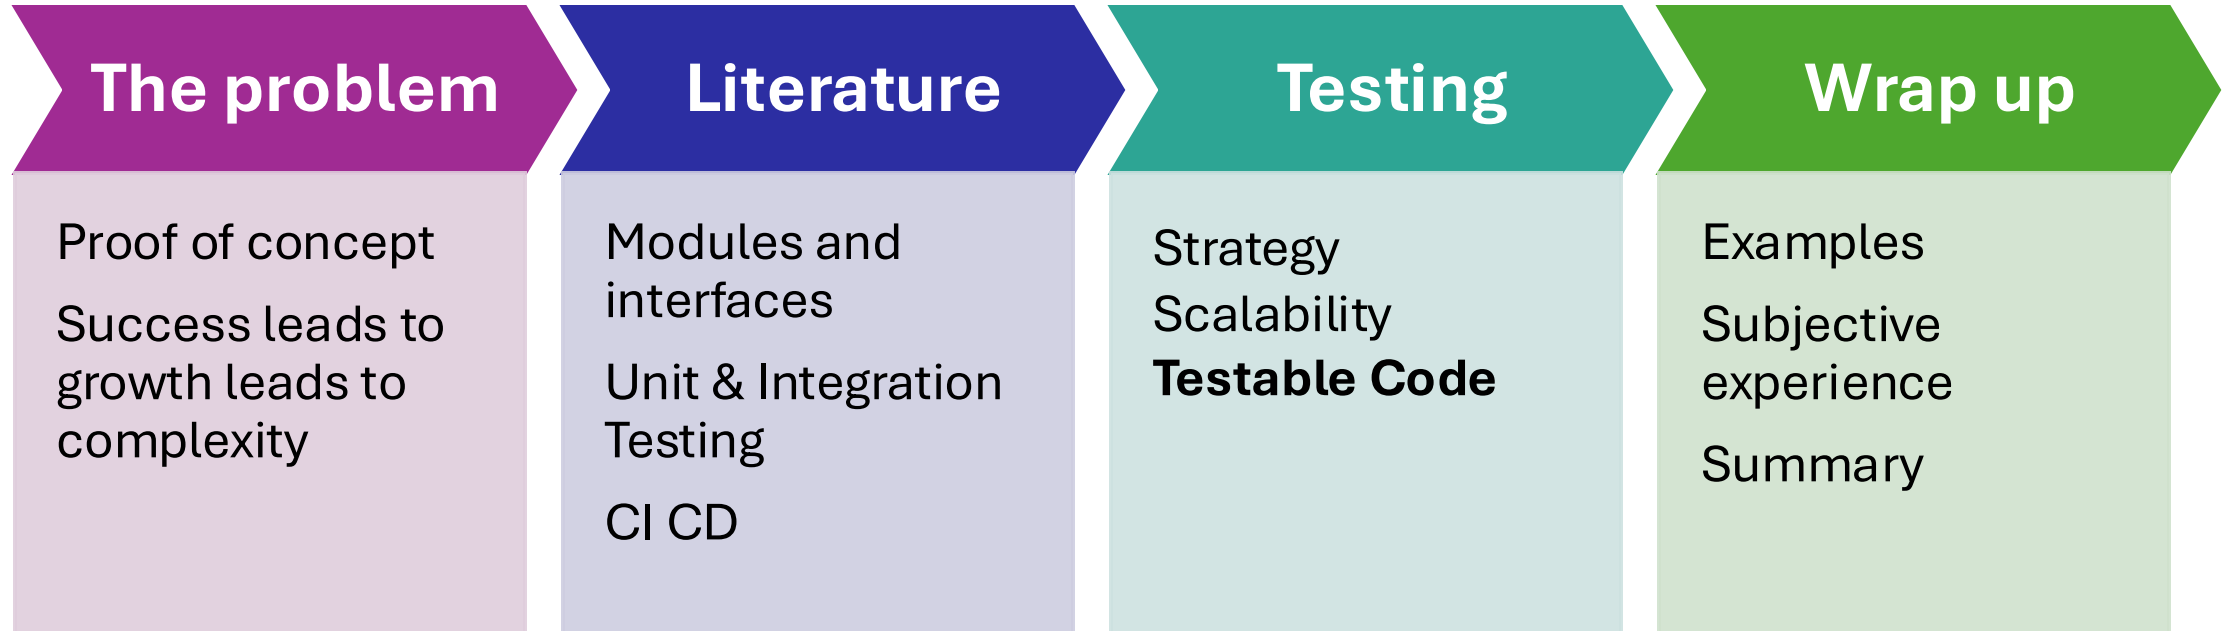 The problem
Proof of concept
Success leads to
growth leads to
complexity
Literature
Modules and
interfaces
Unit & Integration
Testing
CI CD
Testing
Strategy
Scalability
Testable Code
Wrap up
Examples
Subjective
experience
Summary